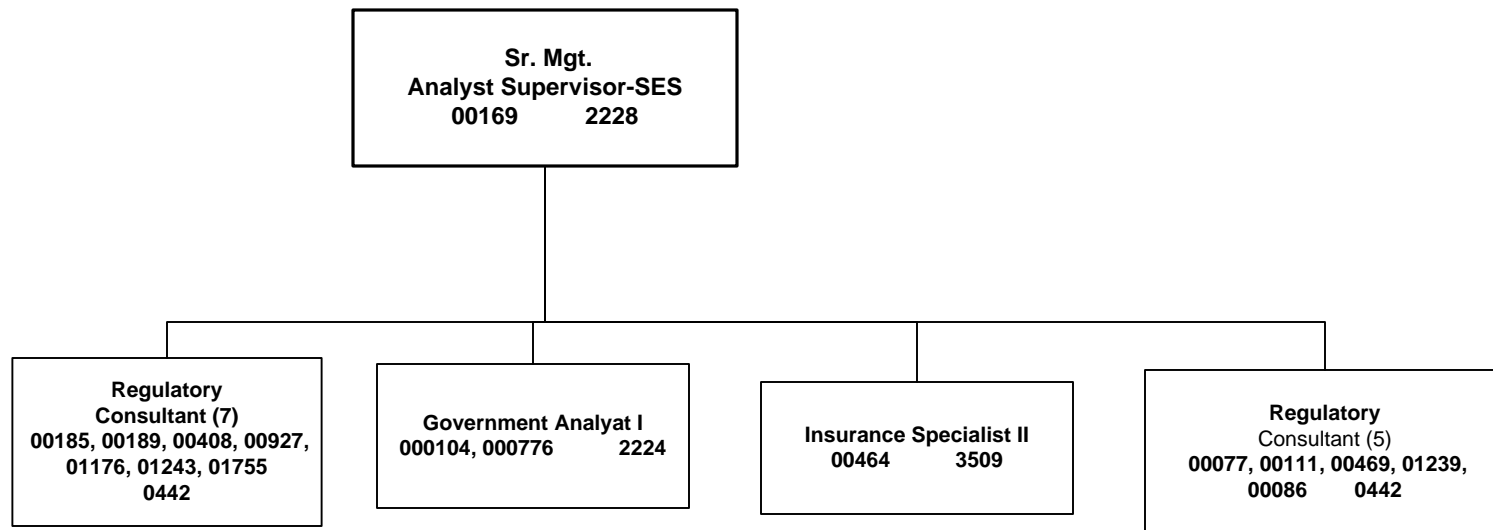 Sr. Mgt.
Analyst Supervisor-SES
00169 2228
Regulatory
Consultant (7)
00185, 00189, 00408, 00927,
01176, 01243, 01755
0442
Government Analyat I
000104, 000776 2224
Insurance Specialist II
00464 3509
Regulatory
Consultant (5)
00077, 00111, 00469, 01239,
00086 0442